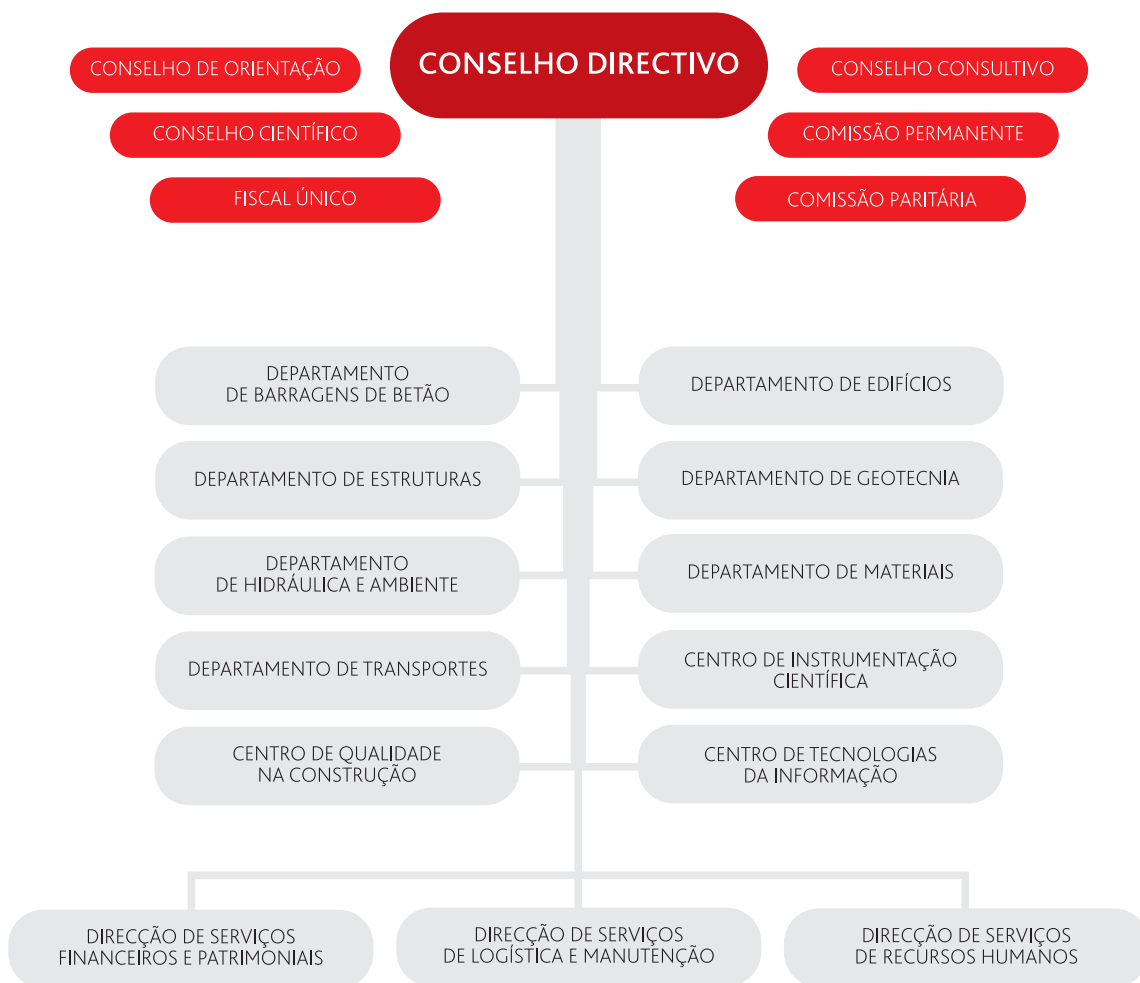 CONSELHO DIRECTIVO
CONSELHO DE ORIENTAÇÃO
CONSELHO CONSULTIVO
CONSELHO CIENTÍFICO
COMISSÃO PERMANENTE
FISCAL ÚNICO
COMISSÃO PARITÁRIA
DEPARTAMENTO
DE BARRAGENS DE BETÃO
DEPARTAMENTO DE EDIFÍCIOS
DEPARTAMENTO DE ESTRUTURAS
DEPARTAMENTO DE GEOTECNIA
DEPARTAMENTO
DE HIDRÁULICA E AMBIENTE
DEPARTAMENTO DE MATERIAIS
DEPARTAMENTO DE TRANSPORTES
CENTRO DE INSTRUMENTAÇÃO
CIENTÍFICA
CENTRO DE QUALIDADE
NA CONSTRUÇÃO
CENTRO DE TECNOLOGIAS
DA INFORMAÇÃO
DIRECÇÃO DE SERVIÇOS
FINANCEIROS E PATRIMONIAIS
DIRECÇÃO DE SERVIÇOS
DE LOGÍSTICA E MANUTENÇÃO
DIRECÇÃO DE SERVIÇOS
DE RECURSOS HUMANOS